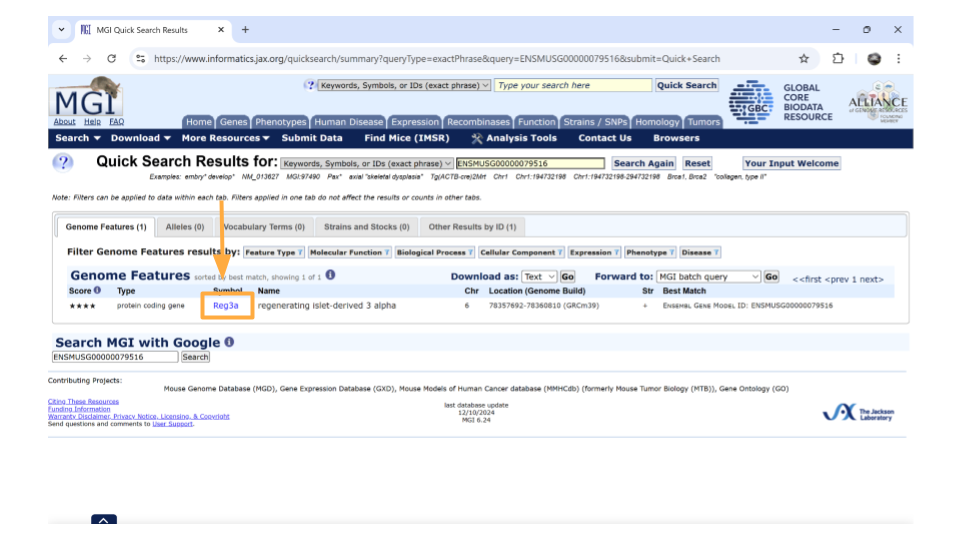 MGI MGI Quick Search Results × +
https://www.informatics.jax.org/quicksearch/summary?queryType=exactPhrase&query=ENSMUSG00000079516&submit=Quick+Search
MGI
About Help FAQ
? Keywords, Symbols, or IDs (exact phrase) Type your search here Quick Search
Home Genes Phenotypes Human Disease Expression Recombinases Function Strains / SNPs Homology Tumors
GBC GLOBAL CORE BIODATA RESOURCE
ALLIANCE
of GENOME RESOURCES
FOUNDING MEMBER
Search ▼ Download ▼ More Resources ▼ Submit Data Find Mice (IMSR) Analysis Tools Contact Us Browsers
? Quick Search Results for: Keywords, Symbols, or IDs (exact phrase) ENSMUSG00000079516 Search Again Reset Your Input Welcome
Examples: embry* develop* NM_013627 MGI:97490 Pax* axial "skeletal dysplasia" Tg(ACTB-cre)2Mrt Chr1 Chr1:194732198 Chr1:194732198-294732198 Brca1, Brca2 "collagen, type II"
Note: Filters can be applied to data within each tab. Filters applied in one tab do not affect the results or counts in other tabs.
Genome Features (1) Alleles (0) Vocabulary Terms (0) Strains and Stocks (0) Other Results by ID (1)
Filter Genome Features results by: Feature Type Molecular Function Biological Process Cellular Component Expression Phenotype Disease
Genome Features sorted by best match, showing 1 of 1 Download as: Text Go Forward to: MGI batch query Go <<first <prev 1 next>
Score Type Symbol Name Chr Location (Genome Build) Str Best Match
★★★★ protein coding gene Reg3a regenerating islet-derived 3 alpha 6 78357692-78360810 (GRCm39) + Ensembl Gene Model ID: ENSMUSG00000079516
Search MGI with Google
ENSMUSG00000079516 Search
Contributing Projects:
Mouse Genome Database (MGD), Gene Expression Database (GXD), Mouse Models of Human Cancer database (MMHCdb) (formerly Mouse Tumor Biology (MTB)), Gene Ontology (GO)
Citing These Resources
Funding Information
Warranty Disclaimer, Privacy Notice, Licensing, & Copyright
Send questions and comments to User Support.
last database update
12/10/2024
MGI 6.24
The Jackson
Laboratory